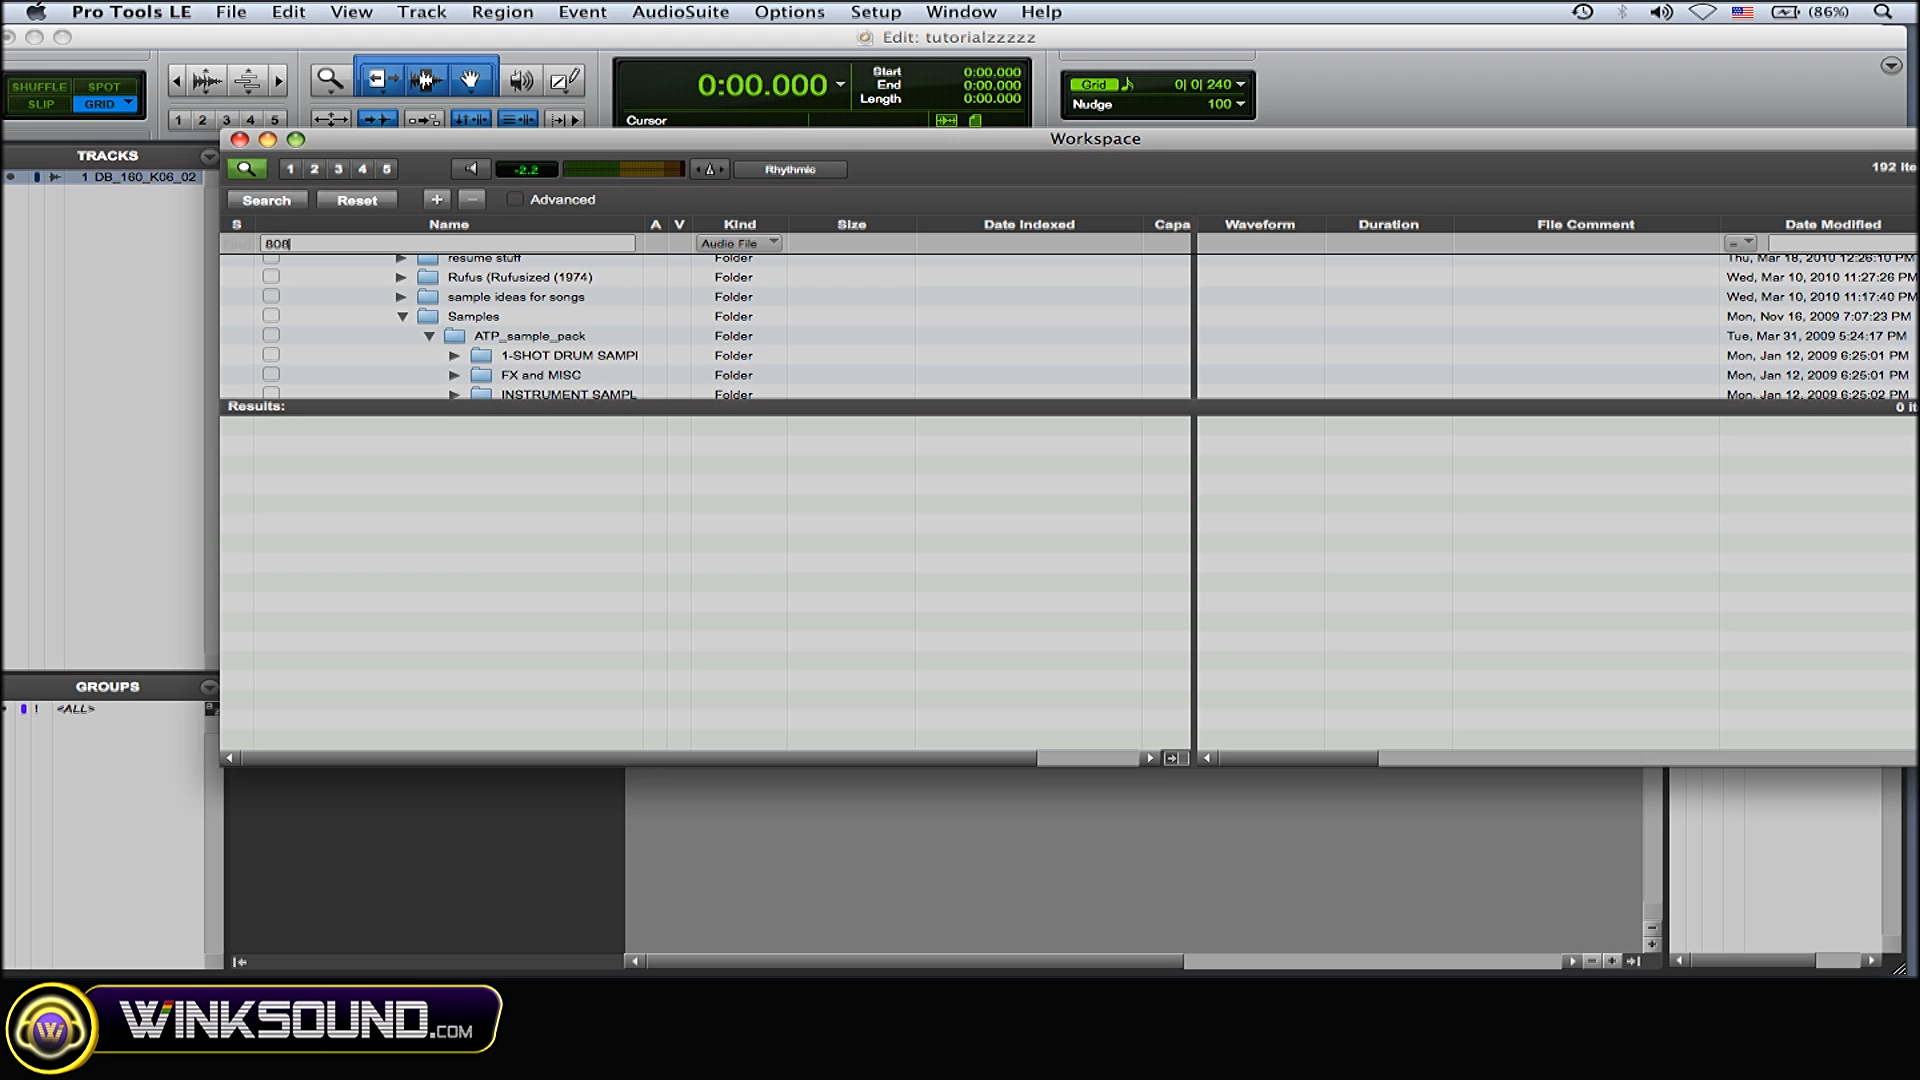 Pro Tools LE File Edit View Track Region Event AudioSuite Options Setup Window Help (86%)
Edit: tutorialzzzzz
SHUFFLE SPOT
SLIP GRID
1 2 3 4 5
0:00.000
Start 0:00.000
End 0:00.000
Length 0:00.000
Cursor
Grid 0| 0| 240
Nudge 100
Workspace
TRACKS
1 DB_160_K06_02
1 2 3 4 5 -2.2 Rhythmic 192 ite
Search Reset + - Advanced
S Name A V Kind Size Date Indexed Capa Waveform Duration File Comment Date Modified
808 Audio File =
resume stuff Folder Thu, Mar 18, 2010 12:26:10 PM
Rufus (Rufusized (1974) Folder Wed, Mar 10, 2010 11:27:26 PM
sample ideas for songs Folder Wed, Mar 10, 2010 11:17:40 PM
Samples Folder Mon, Nov 16, 2009 7:07:23 PM
ATP_sample_pack Folder Tue, Mar 31, 2009 5:24:17 PM
1-SHOT DRUM SAMPI Folder Mon, Jan 12, 2009 6:25:01 PM
FX and MISC Folder Mon, Jan 12, 2009 6:25:01 PM
INSTRUMENT SAMPL Folder Mon, Jan 12, 2009 6:25:02 PM
Results: 0 it
GROUPS
! <ALL>
W WINKSOUND.COM